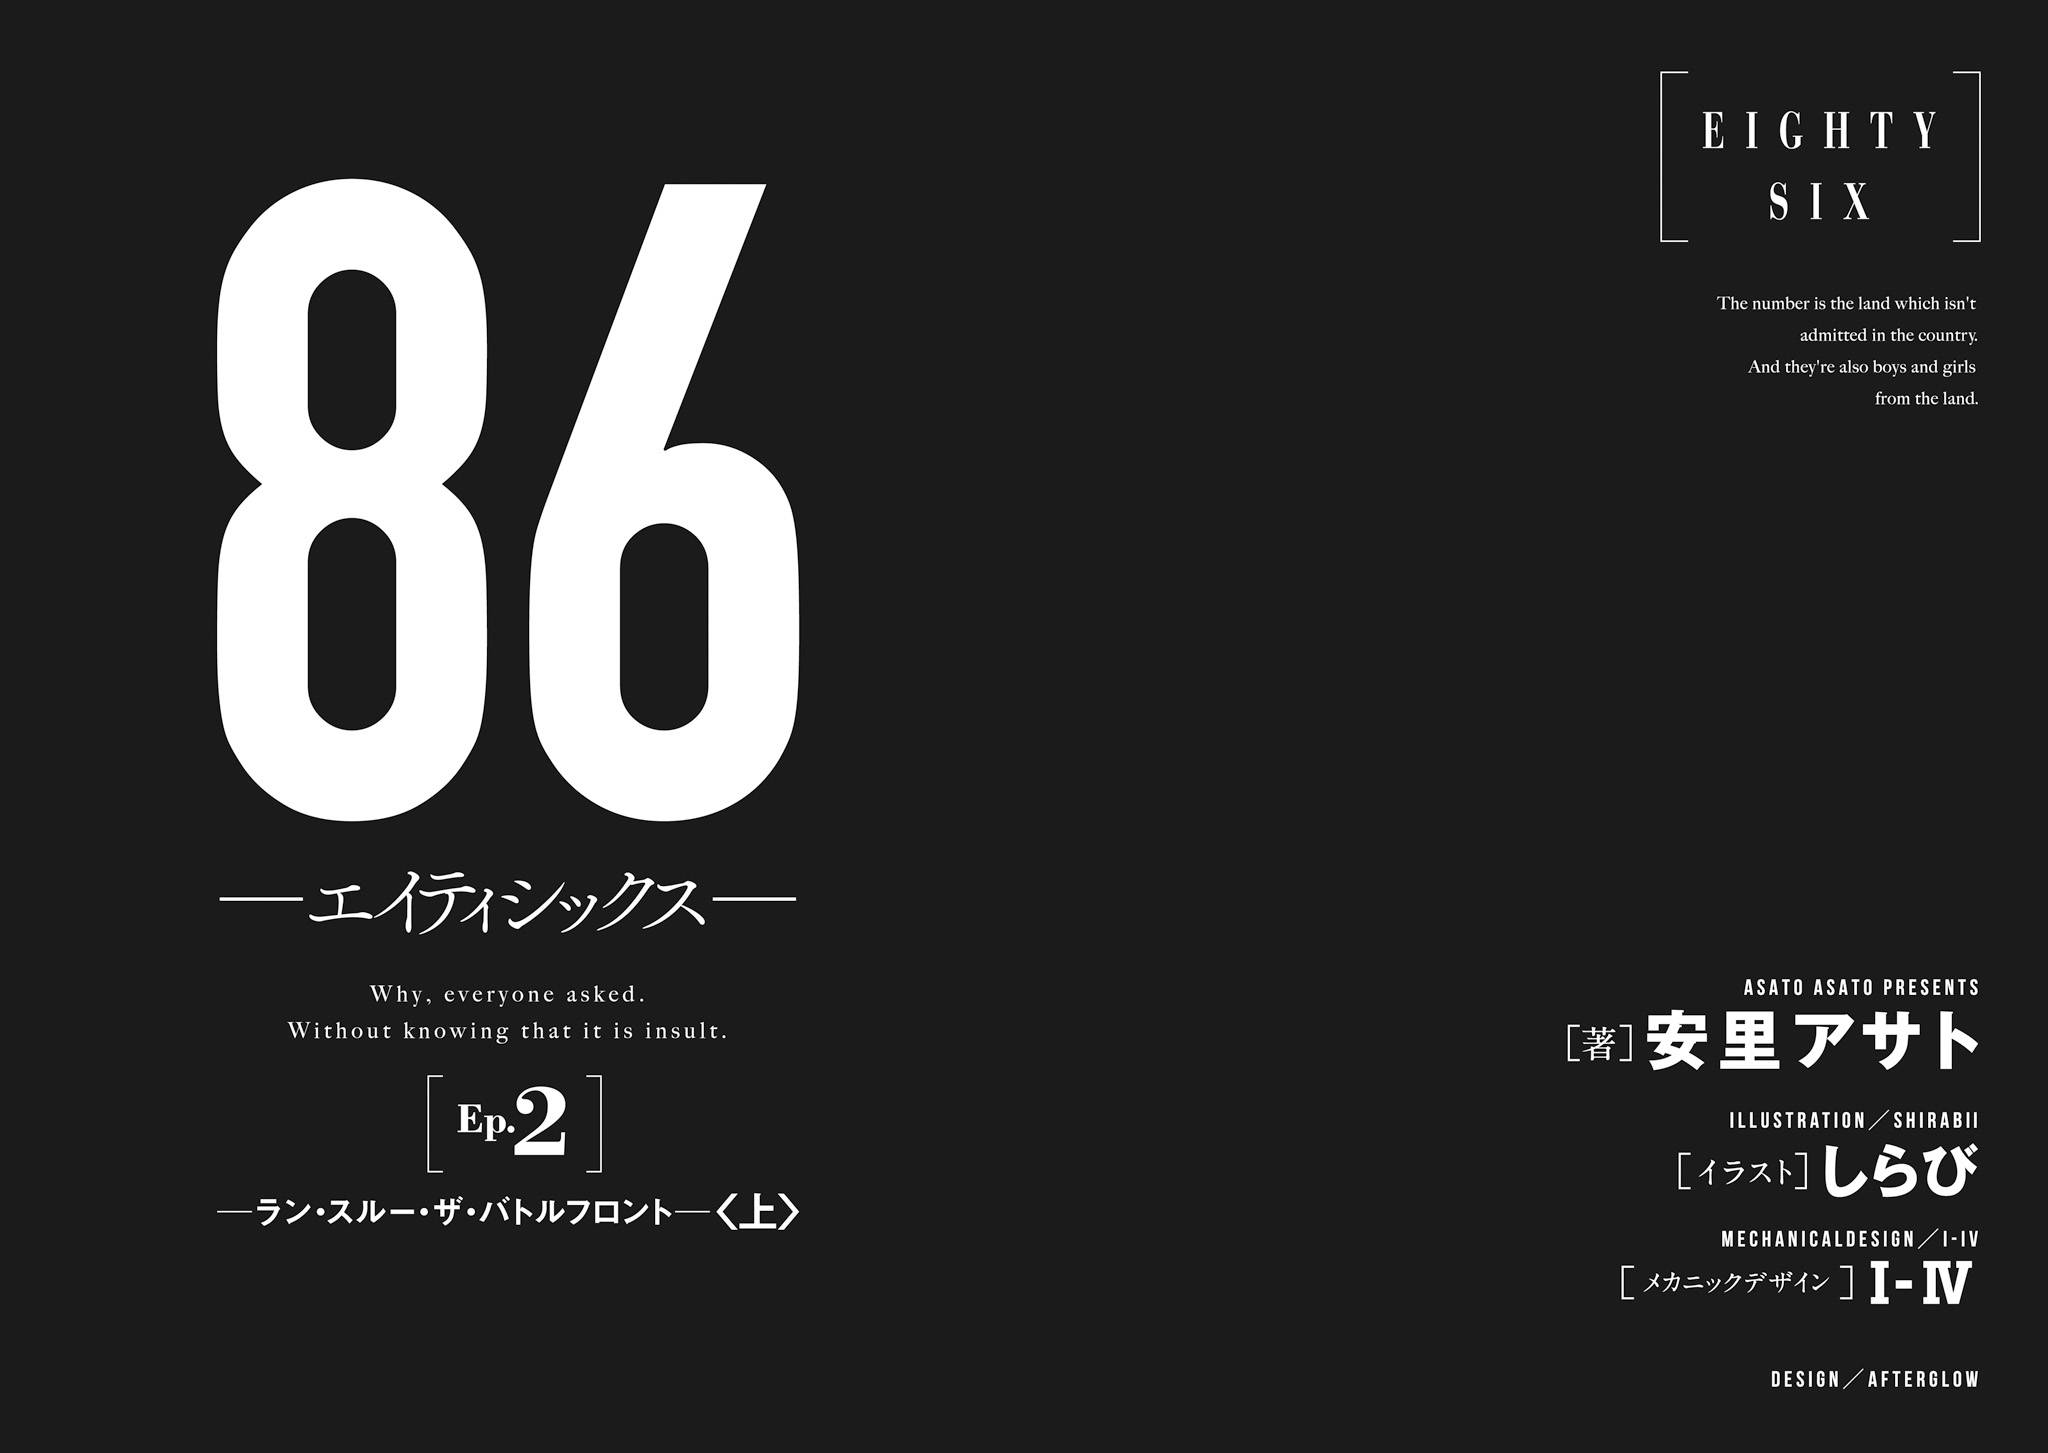 86
―エイティシックス―
Why, everyone asked.
Without knowing that it is insult.
[Ep.2]
―ラン・スルー・ザ・バトルフロント―〈上〉
EIGHTY
SIX
The number is the land which isn't
admitted in the country.
And they're also boys and girls
from the land.
ASATO ASATO PRESENTS
[著]安里アサト
ILLUSTRATION／SHIRABII
[イラスト]しらび
MECHANICALDESIGN／I-IV
[メカニックデザイン]I-IV
DESIGN／AFTERGLOW